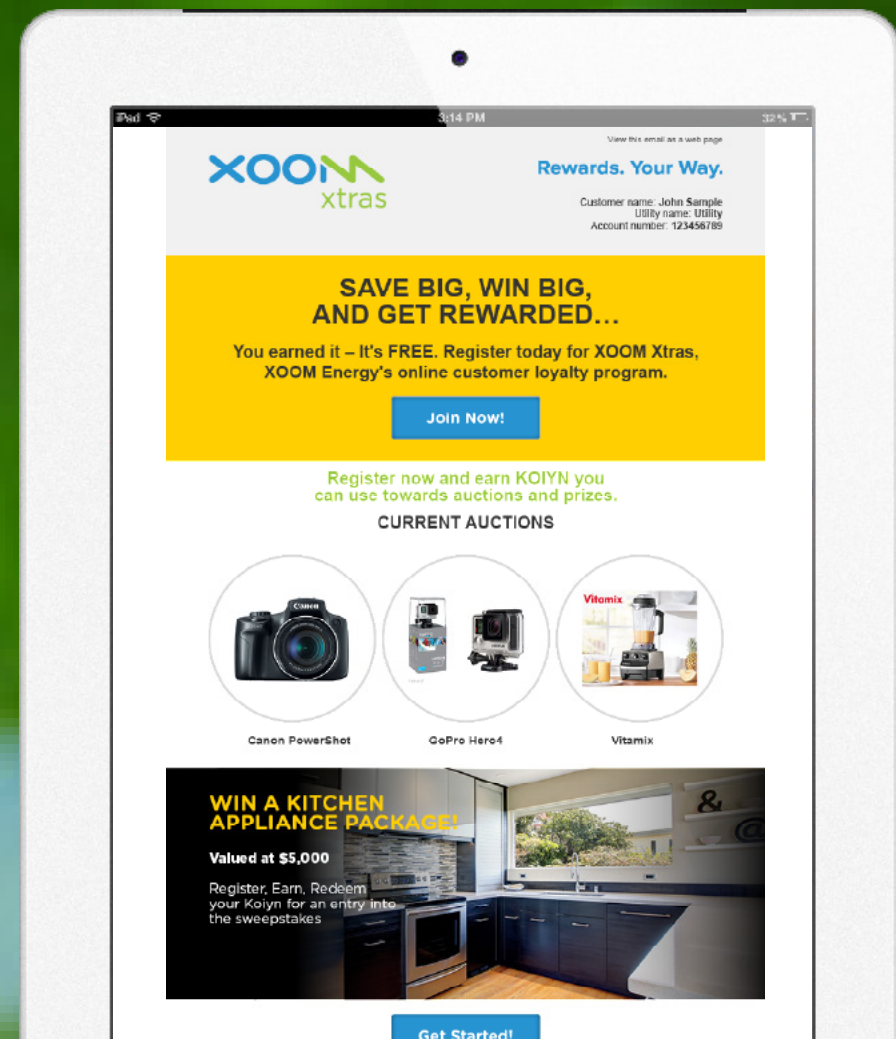 iPad
3:14 PM
32%
View this email as a web page
XOOM
xtras
Rewards. Your Way.
Customer name: John Sample
Utility name: Utility
Account number: 123456789
SAVE BIG, WIN BIG,
AND GET REWARDED...
You earned it – It's FREE. Register today for XOOM Xtras,
XOOM Energy's online customer loyalty program.
Join Now!
Register now and earn KOIYN you
can use towards auctions and prizes.
CURRENT AUCTIONS
Canon
Vitamix
Canon PowerShot
GoPro Hero4
Vitamix
WIN A KITCHEN
APPLIANCE PACKAGE!
Valued at $5,000
Register, Earn, Redeem
your Koiyn for an entry into
the sweepstakes
&
@
Get Started!